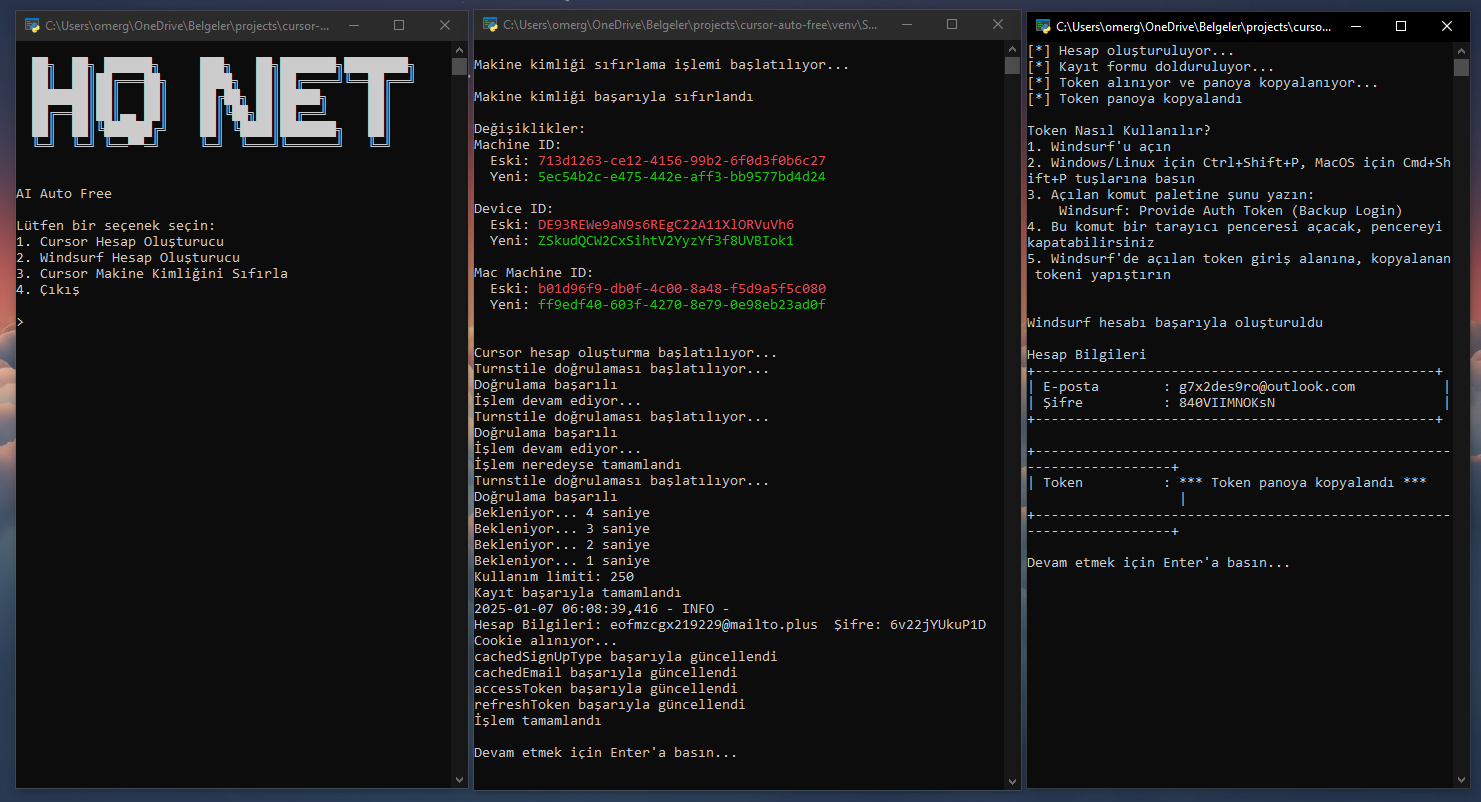 C:\Users\omerg\OneDrive\Belgeler\projects\cursor-...
HQ NET
AI Auto Free
Lütfen bir seçenek seçin:
1. Cursor Hesap Oluşturucu
2. Windsurf Hesap Oluşturucu
3. Cursor Makine Kimliğini Sıfırla
4. Çıkış
>
C:\Users\omerg\OneDrive\Belgeler\projects\cursor-auto-free\venv\S...
Makine kimliği sıfırlama işlemi başlatılıyor...
Makine kimliği başarıyla sıfırlandı
Değişiklikler:
Machine ID:
Eski: 713d1263-ce12-4156-99b2-6f0d3f0b6c27
Yeni: 5ec54b2c-e475-442e-aff3-bb9577bd4d24
Device ID:
Eski: DE93REWe9aN9s6REgC22A11XlORVuVh6
Yeni: ZSkudQCW2CxSihtV2YyzYf3f8UVBIok1
Mac Machine ID:
Eski: b01d96f9-db0f-4c00-8a48-f5d9a5f5c080
Yeni: ff9edf40-603f-4270-8e79-0e98eb23ad0f
Cursor hesap oluşturma başlatılıyor...
Turnstile doğrulaması başlatılıyor...
Doğrulama başarılı
İşlem devam ediyor...
Turnstile doğrulaması başlatılıyor...
Doğrulama başarılı
İşlem devam ediyor...
İşlem neredeyse tamamlandı
Turnstile doğrulaması başlatılıyor...
Doğrulama başarılı
Bekleniyor... 4 saniye
Bekleniyor... 3 saniye
Bekleniyor... 2 saniye
Bekleniyor... 1 saniye
Kullanım limiti: 250
Kayıt başarıyla tamamlandı
2025-01-07 06:08:39,416 - INFO -
Hesap Bilgileri: eofmzcgx219229@mailto.plus  Şifre: 6v22jYUkuP1D
Cookie alınıyor...
cachedSignUpType başarıyla güncellendi
cachedEmail başarıyla güncellendi
accessToken başarıyla güncellendi
refreshToken başarıyla güncellendi
İşlem tamamlandı
Devam etmek için Enter'a basın...
C:\Users\omerg\OneDrive\Belgeler\projects\curso...
[*] Hesap oluşturuluyor...
[*] Kayıt formu dolduruluyor...
[*] Token alınıyor ve panoya kopyalanıyor...
[*] Token panoya kopyalandı
Token Nasıl Kullanılır?
1. Windsurf'u açın
2. Windows/Linux için Ctrl+Shift+P, MacOS için Cmd+Sh
ift+P tuşlarına basın
3. Açılan komut paletine şunu yazın:
Windsurf: Provide Auth Token (Backup Login)
4. Bu komut bir tarayıcı penceresi açacak, pencereyi
kapatabilirsiniz
5. Windsurf'de açılan token giriş alanına, kopyalanan
tokeni yapıştırın
Windsurf hesabı başarıyla oluşturuldu
Hesap Bilgileri
E-posta : g7x2des9ro@outlook.com
Şifre : 840VIIMNOKsN
Token : *** Token panoya kopyalandı ***
Devam etmek için Enter'a basın...